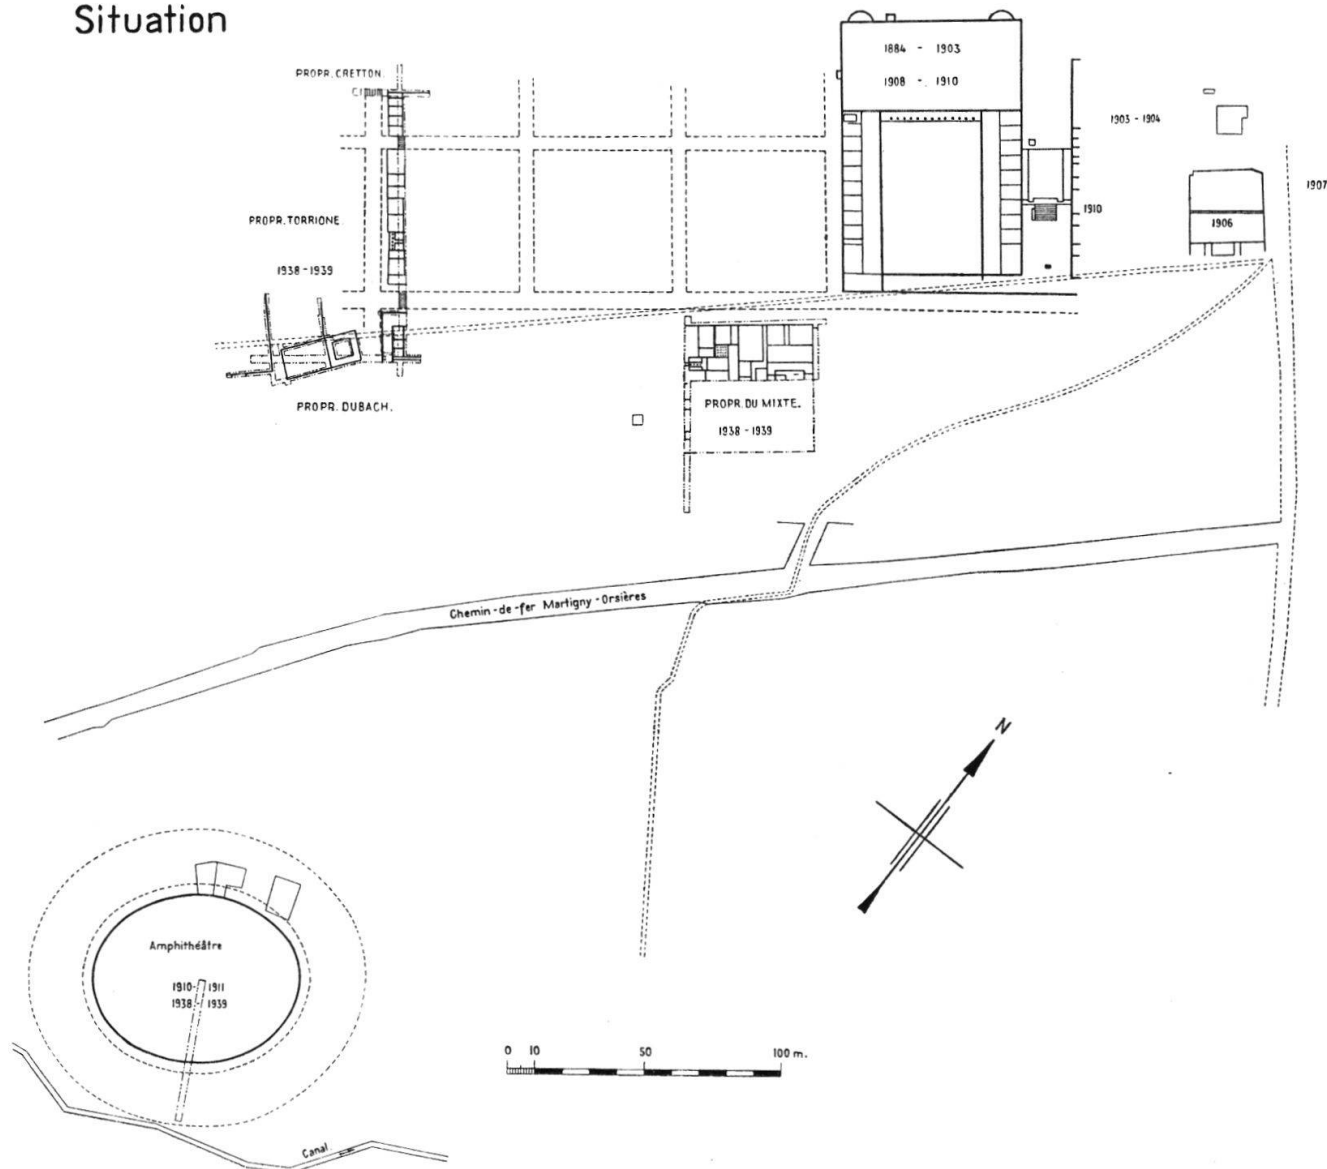 Situation
PROPR. CRETTON.
1884 - 1903
1908 - 1910
1903 - 1904
1907
PROPR. TORRIONE
1910
1906
1938 - 1939
PROPR. DUBACH.
PROPR. DU MIXTE.
1938 - 1939
Chemin-de-fer Martigny-Orsières
N
Amphithéâtre
1910 - 1911
1938 - 1939
0 10 50 100 m.
Canal.